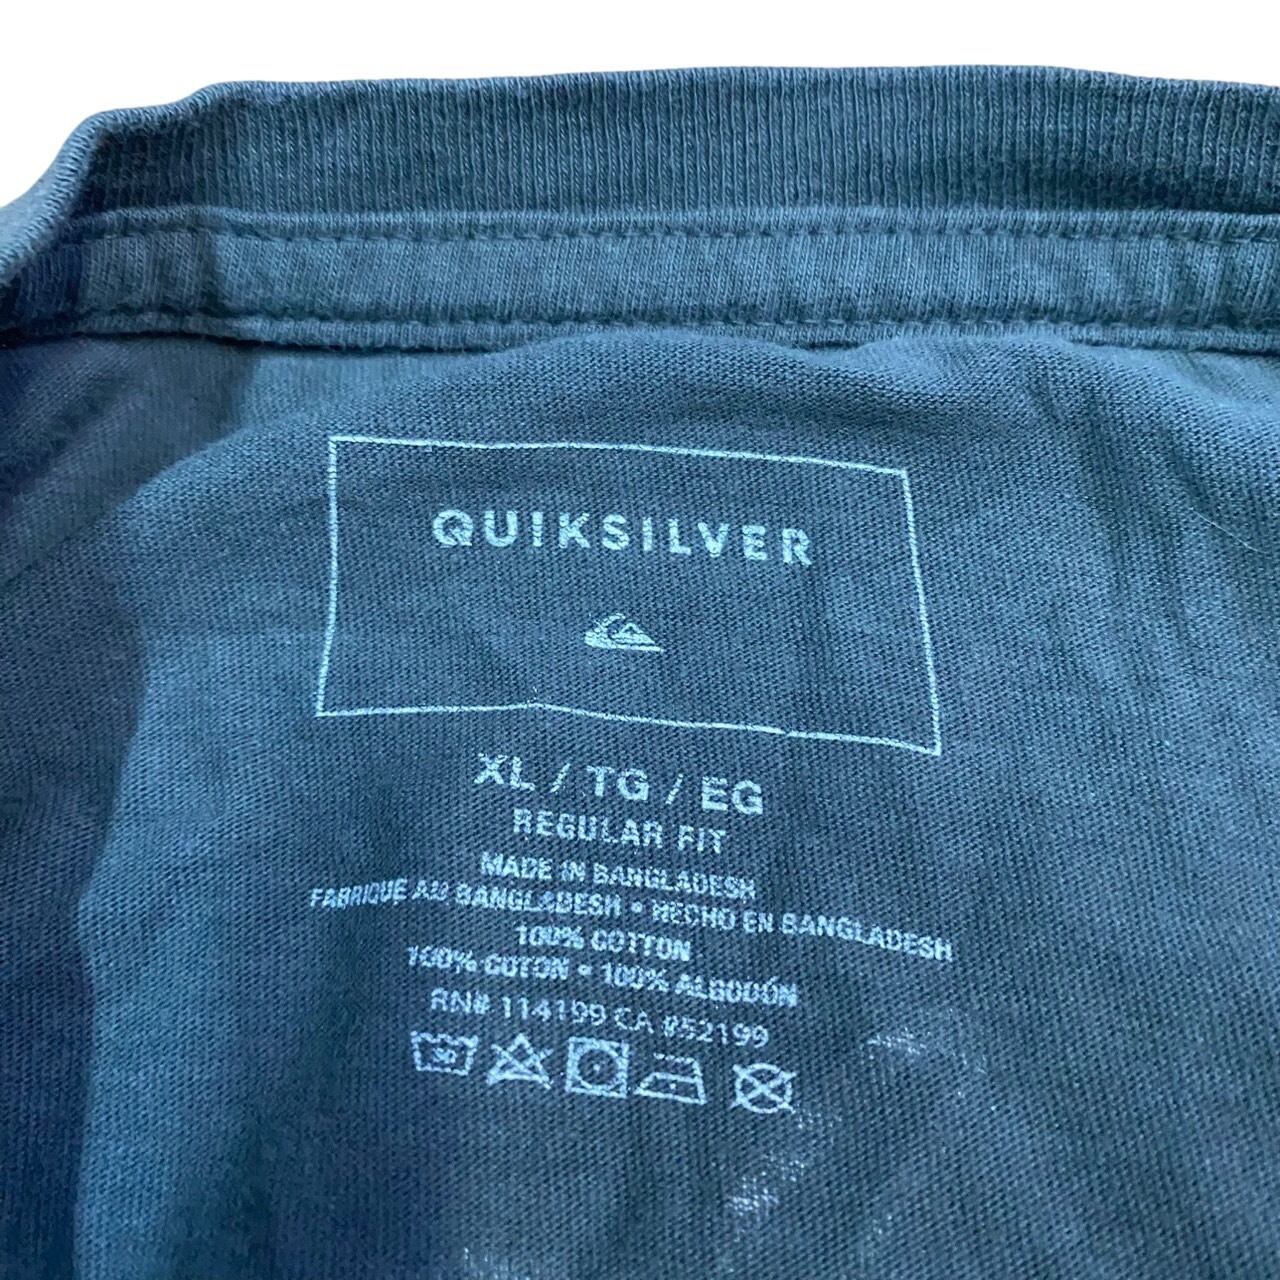 QUIKSILVER
XL / TG / EG
REGULAR FIT
MADE IN BANGLADESH
FABRIQUE AU BANGLADESH • HECHO EN BANGLADESH
100% COTTON
100% COTON • 100% ALGODÓN
RN# 114199 CA #52199
30